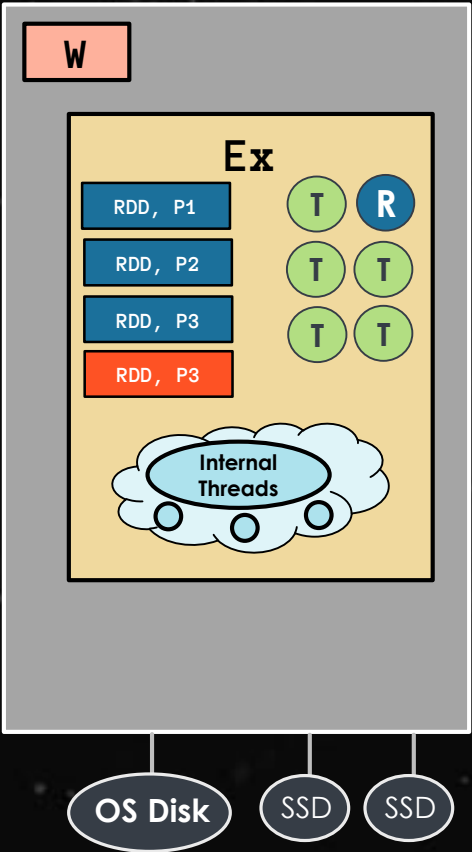 W
Ex
RDD, P1
RDD, P2
RDD, P3
RDD, P3
T R
T T
T T
Internal
Threads
OS Disk SSD SSD